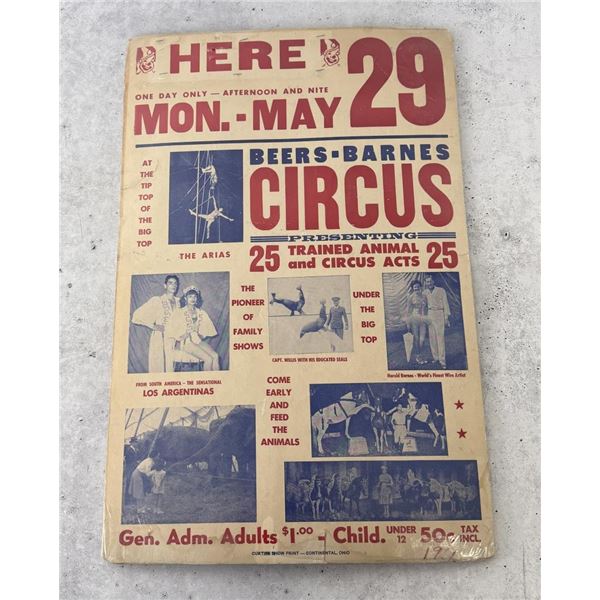 HERE
ONE DAY ONLY — AFTERNOON AND NITE
MON.-MAY 29
BEERS-BARNES
CIRCUS
PRESENTING
25 TRAINED ANIMAL and CIRCUS ACTS 25
AT
THE
TIP
TOP
OF
THE
BIG
TOP
THE ARIAS
THE
PIONEER
OF
FAMILY
SHOWS
CAPT. WILLIS WITH HIS EDUCATED SEALS
UNDER
THE
BIG
TOP
Harold Barnes - World's Finest Wire Artist
FROM SOUTH AMERICA — THE SENSATIONAL
LOS ARGENTINAS
COME
EARLY
AND
FEED
THE
ANIMALS
Gen. Adm. Adults $1.00 - Child. UNDER 12 50c TAX INCL.
CURTISS SHOW PRINT — CONTINENTAL, OHIO